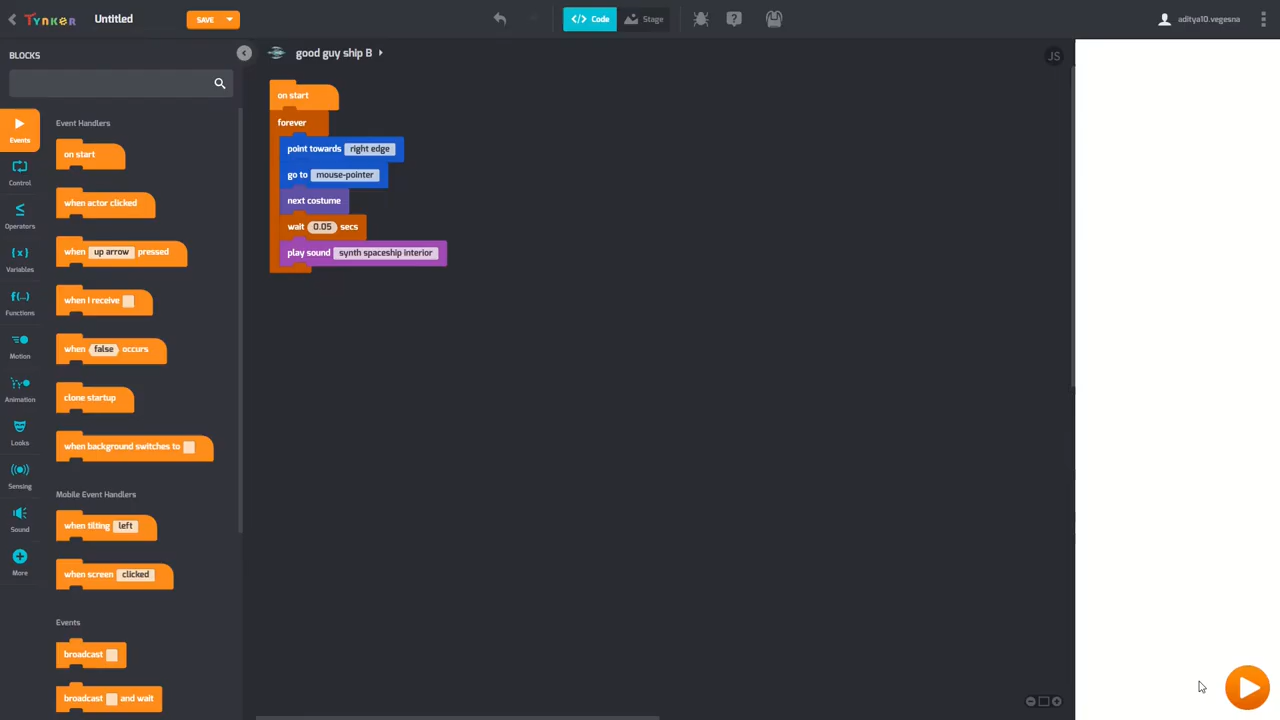 TYNKER
Untitled
SAVE
</> Code
Stage
aditya10.vegesna
BLOCKS
good guy ship B
JS
Events
Control
Operators
Variables
Functions
Motion
Animation
Looks
Sensing
Sound
More
Event Handlers
on start
when actor clicked
when up arrow pressed
when I receive
when false occurs
clone startup
when background switches to
Mobile Event Handlers
when tilting left
when screen clicked
Events
broadcast
broadcast and wait
on start
forever
point towards right edge
go to mouse-pointer
next costume
wait 0.05 secs
play sound synth spaceship interior